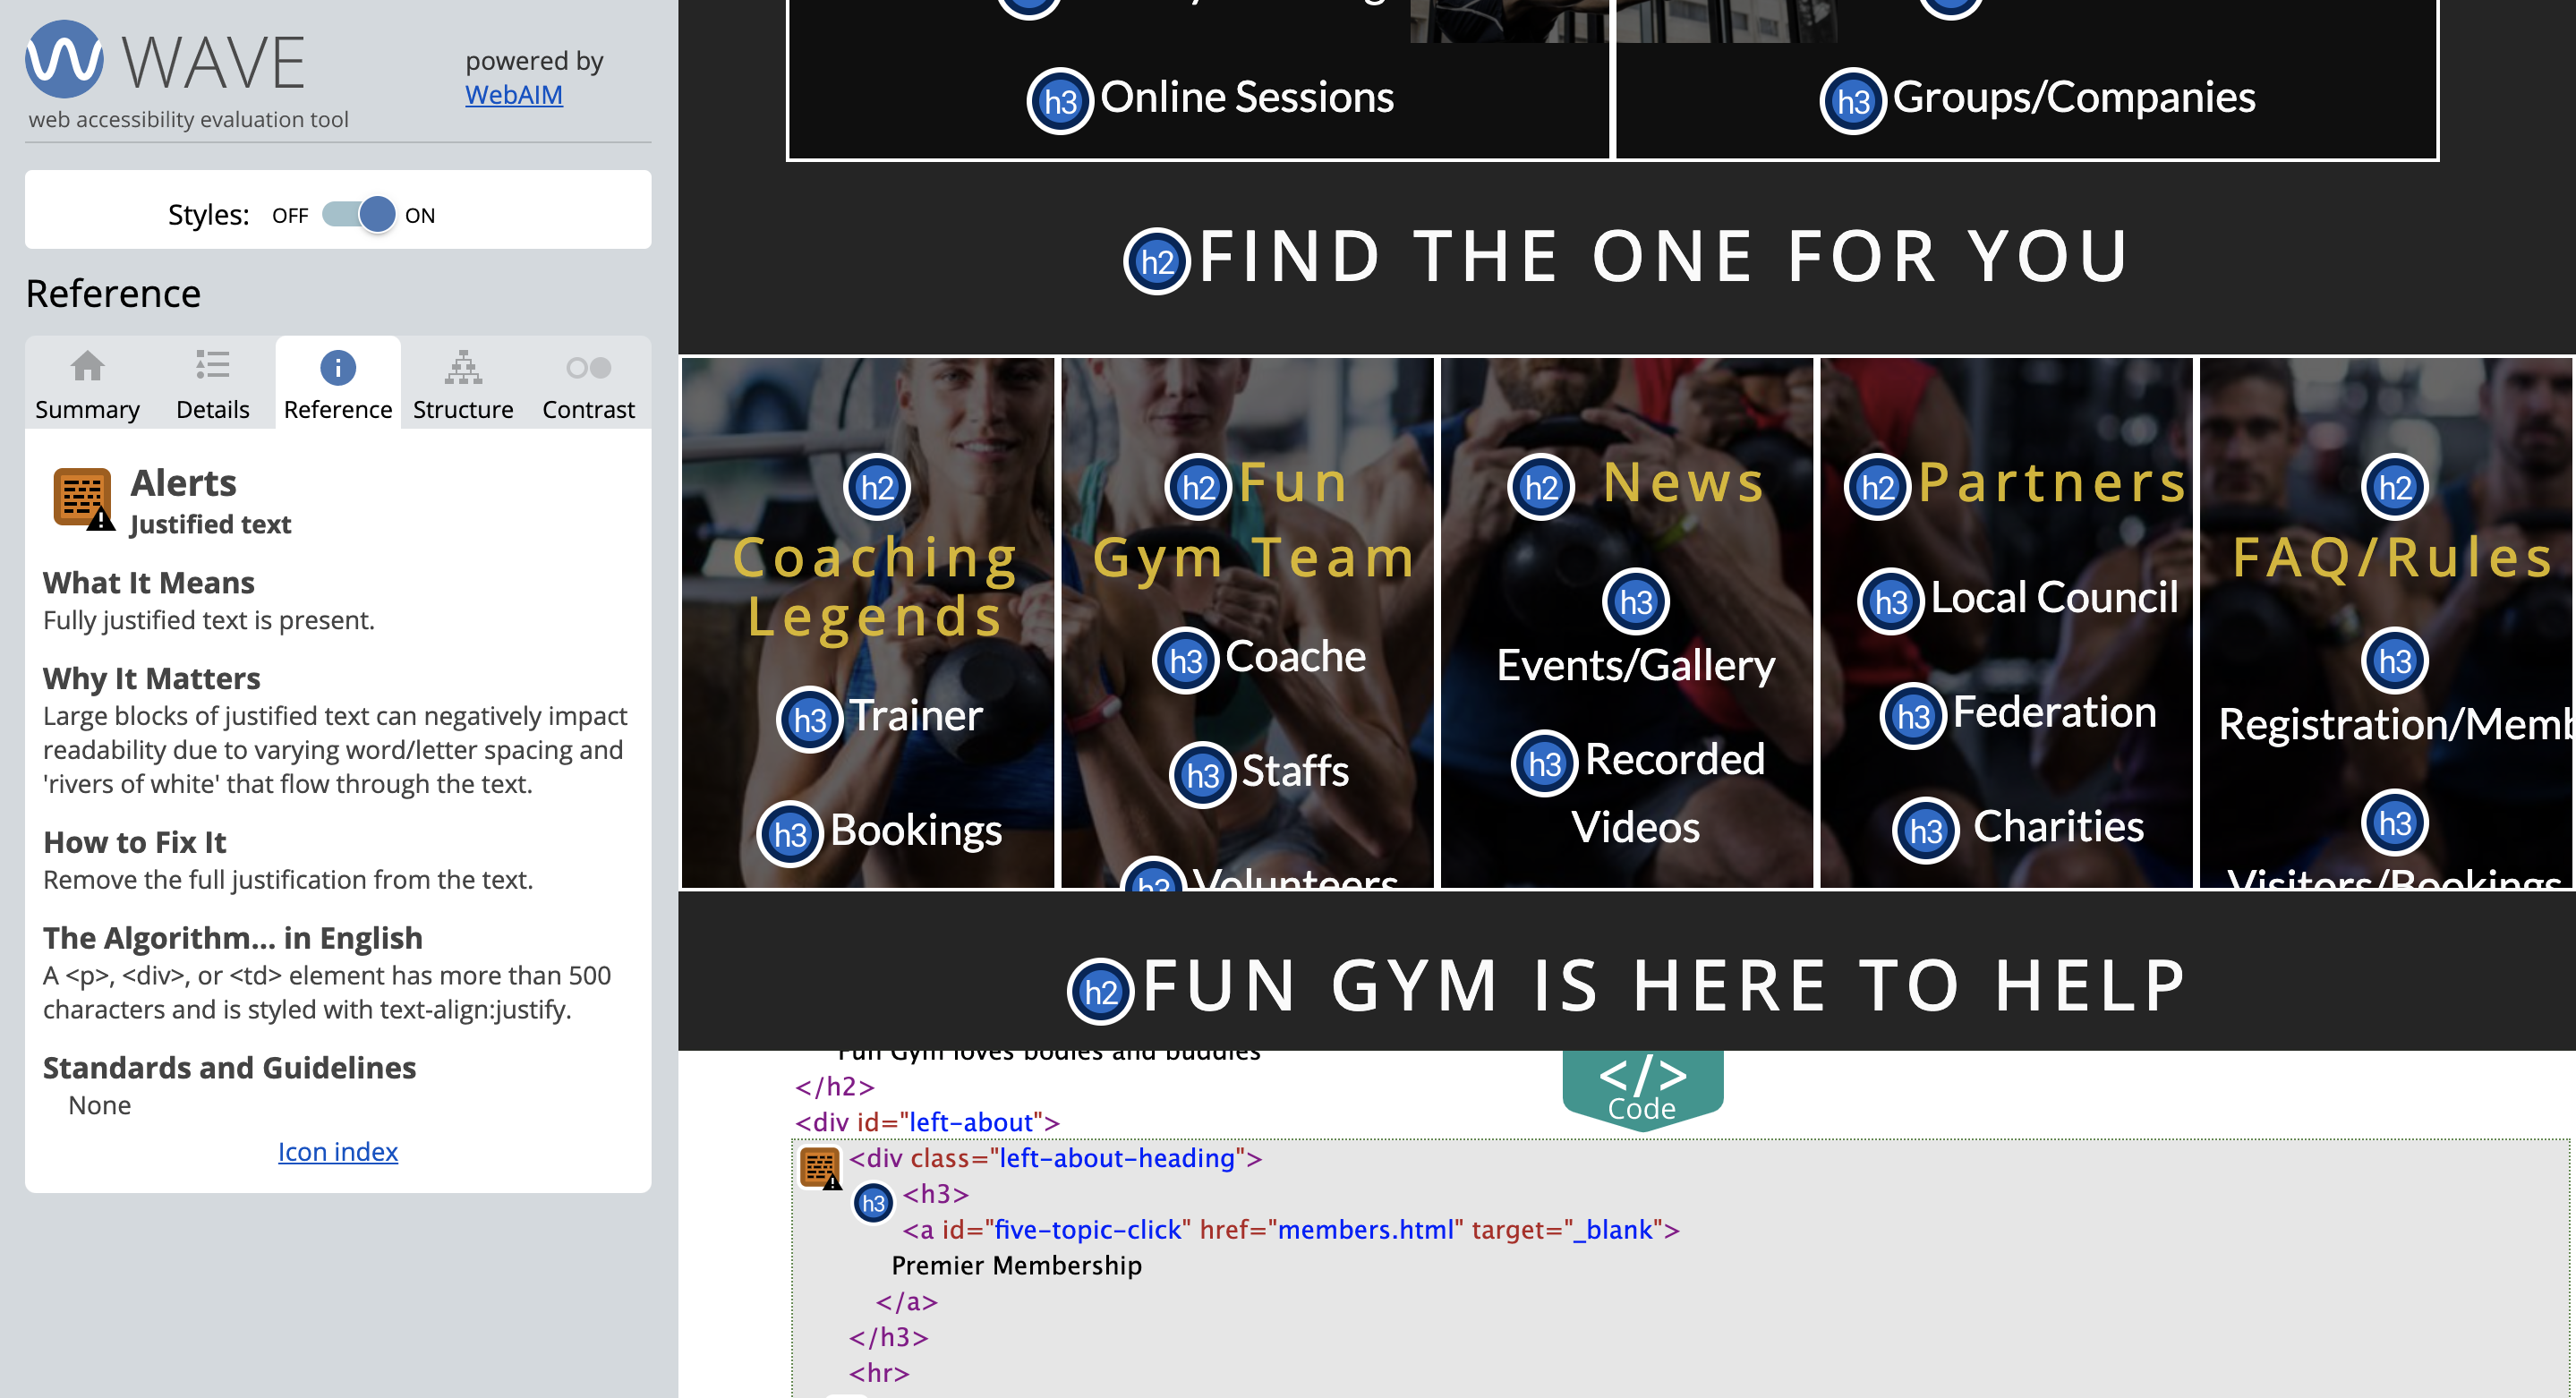 WAVE
powered by
WebAIM
web accessibility evaluation tool
Styles: OFF ON
Reference
Summary Details Reference Structure Contrast
Alerts
Justified text
What It Means
Fully justified text is present.
Why It Matters
Large blocks of justified text can negatively impact
readability due to varying word/letter spacing and
'rivers of white' that flow through the text.
How to Fix It
Remove the full justification from the text.
The Algorithm... in English
A <p>, <div>, or <td> element has more than 500
characters and is styled with text-align:justify.
Standards and Guidelines
None
Icon index
h3 Online Sessions
h3 Groups/Companies
h2 FIND THE ONE FOR YOU
h2
Coaching
Legends
h3 Trainer
h3 Bookings
h2 Fun
Gym Team
h3 Coache
h3 Staffs
h3 Volunteers
h2 News
h3
Events/Gallery
h3 Recorded
Videos
h2 Partners
h3 Local Council
h3 Federation
h3 Charities
h2
FAQ/Rules
h3
Registration/Memb
h3
Visitors/Bookings
h2 FUN GYM IS HERE TO HELP
Fun Gym loves bodies and buddies
</>
Code
</h2>
<div id="left-about">
<div class="left-about-heading">
h3 <h3>
<a id="five-topic-click" href="members.html" target="_blank">
Premier Membership
</a>
</h3>
<hr>